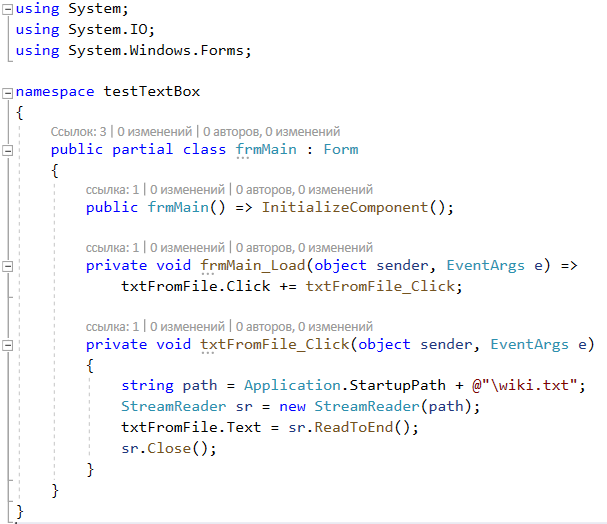 using System;
using System.IO;
using System.Windows.Forms;
namespace testTextBox
{
Ссылок: 3 | 0 изменений | 0 авторов, 0 изменений
public partial class frmMain : Form
{
ссылка: 1 | 0 изменений | 0 авторов, 0 изменений
public frmMain() => InitializeComponent();
ссылка: 1 | 0 изменений | 0 авторов, 0 изменений
private void frmMain_Load(object sender, EventArgs e) =>
txtFromFile.Click += txtFromFile_Click;
ссылка: 1 | 0 изменений | 0 авторов, 0 изменений
private void txtFromFile_Click(object sender, EventArgs e)
{
string path = Application.StartupPath + @"\wiki.txt";
StreamReader sr = new StreamReader(path);
txtFromFile.Text = sr.ReadToEnd();
sr.Close();
}
}
}